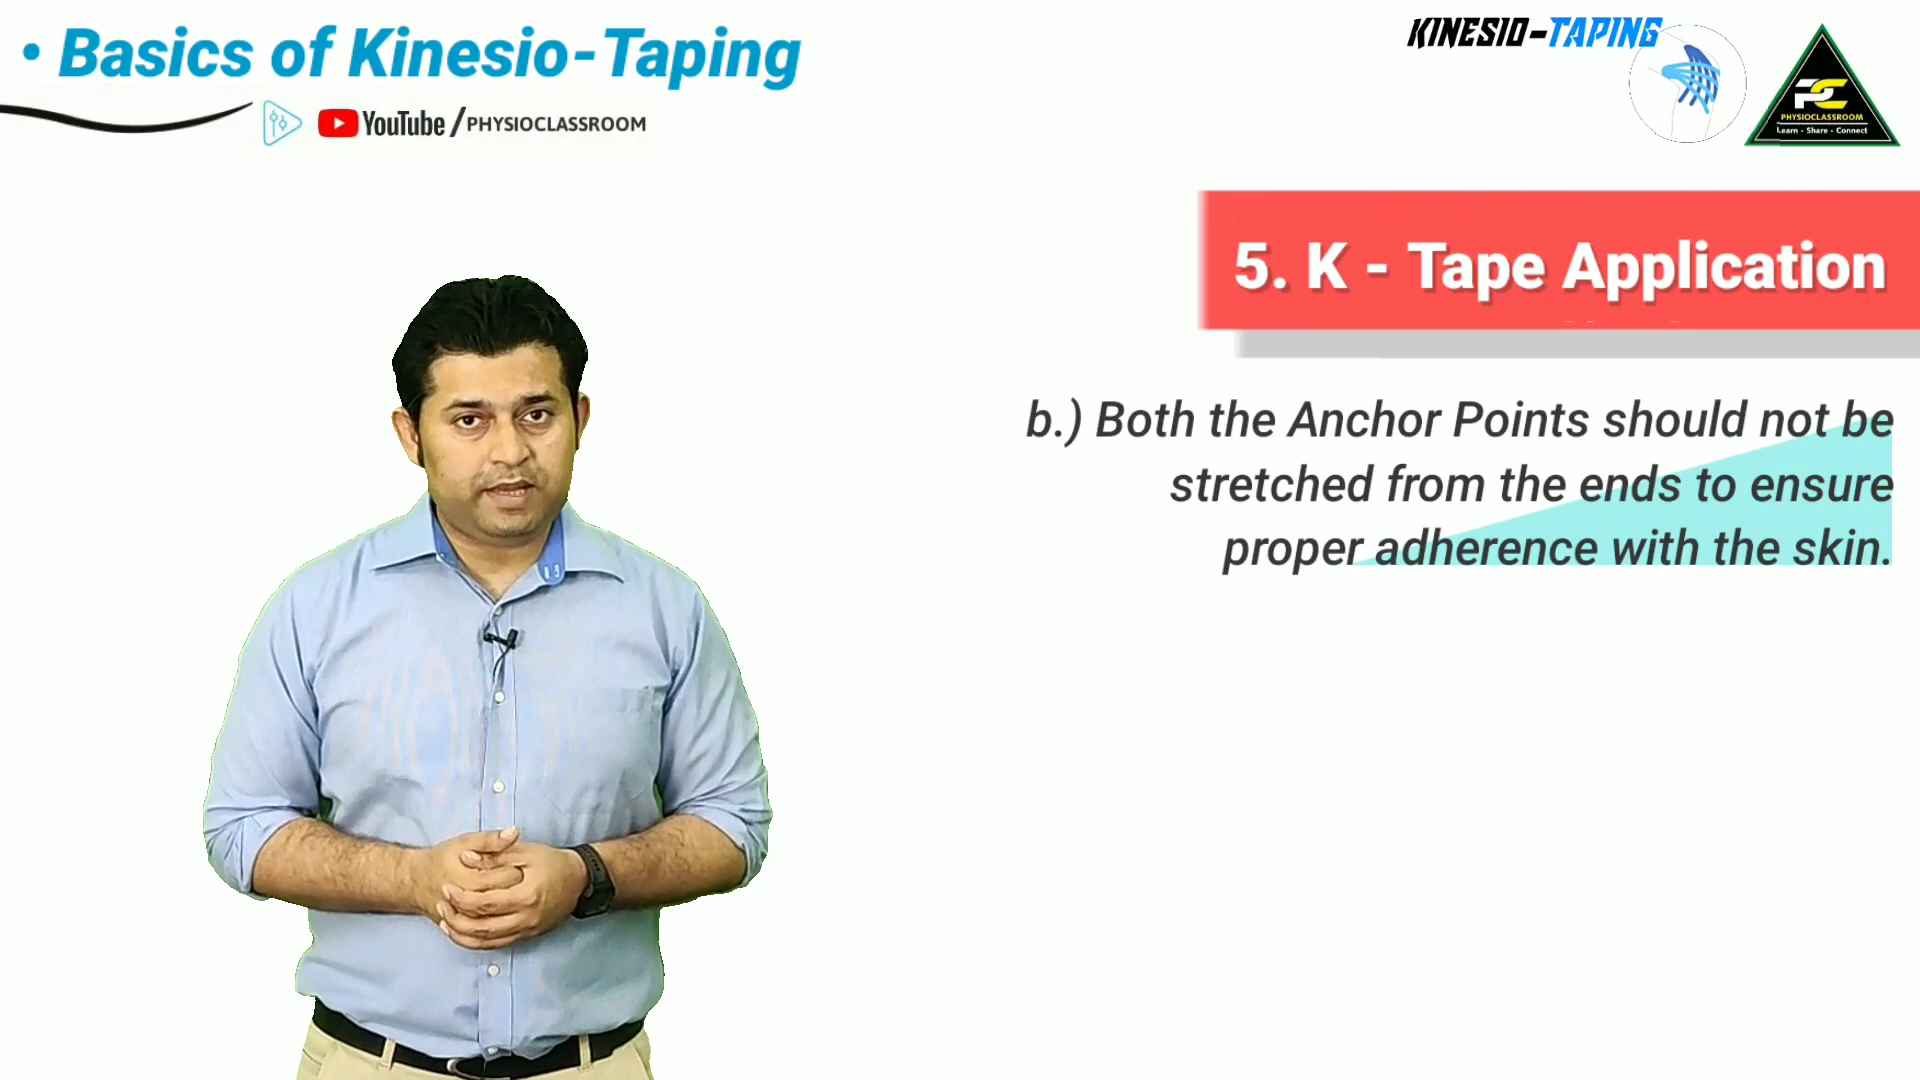 • Basics of Kinesio-Taping
YouTube /PHYSIOCLASSROOM
KINESIO-TAPING
PC
PHYSIOCLASSROOM
Learn - Share - Connect
5. K - Tape Application
b.) Both the Anchor Points should not be
stretched from the ends to ensure
proper adherence with the skin.